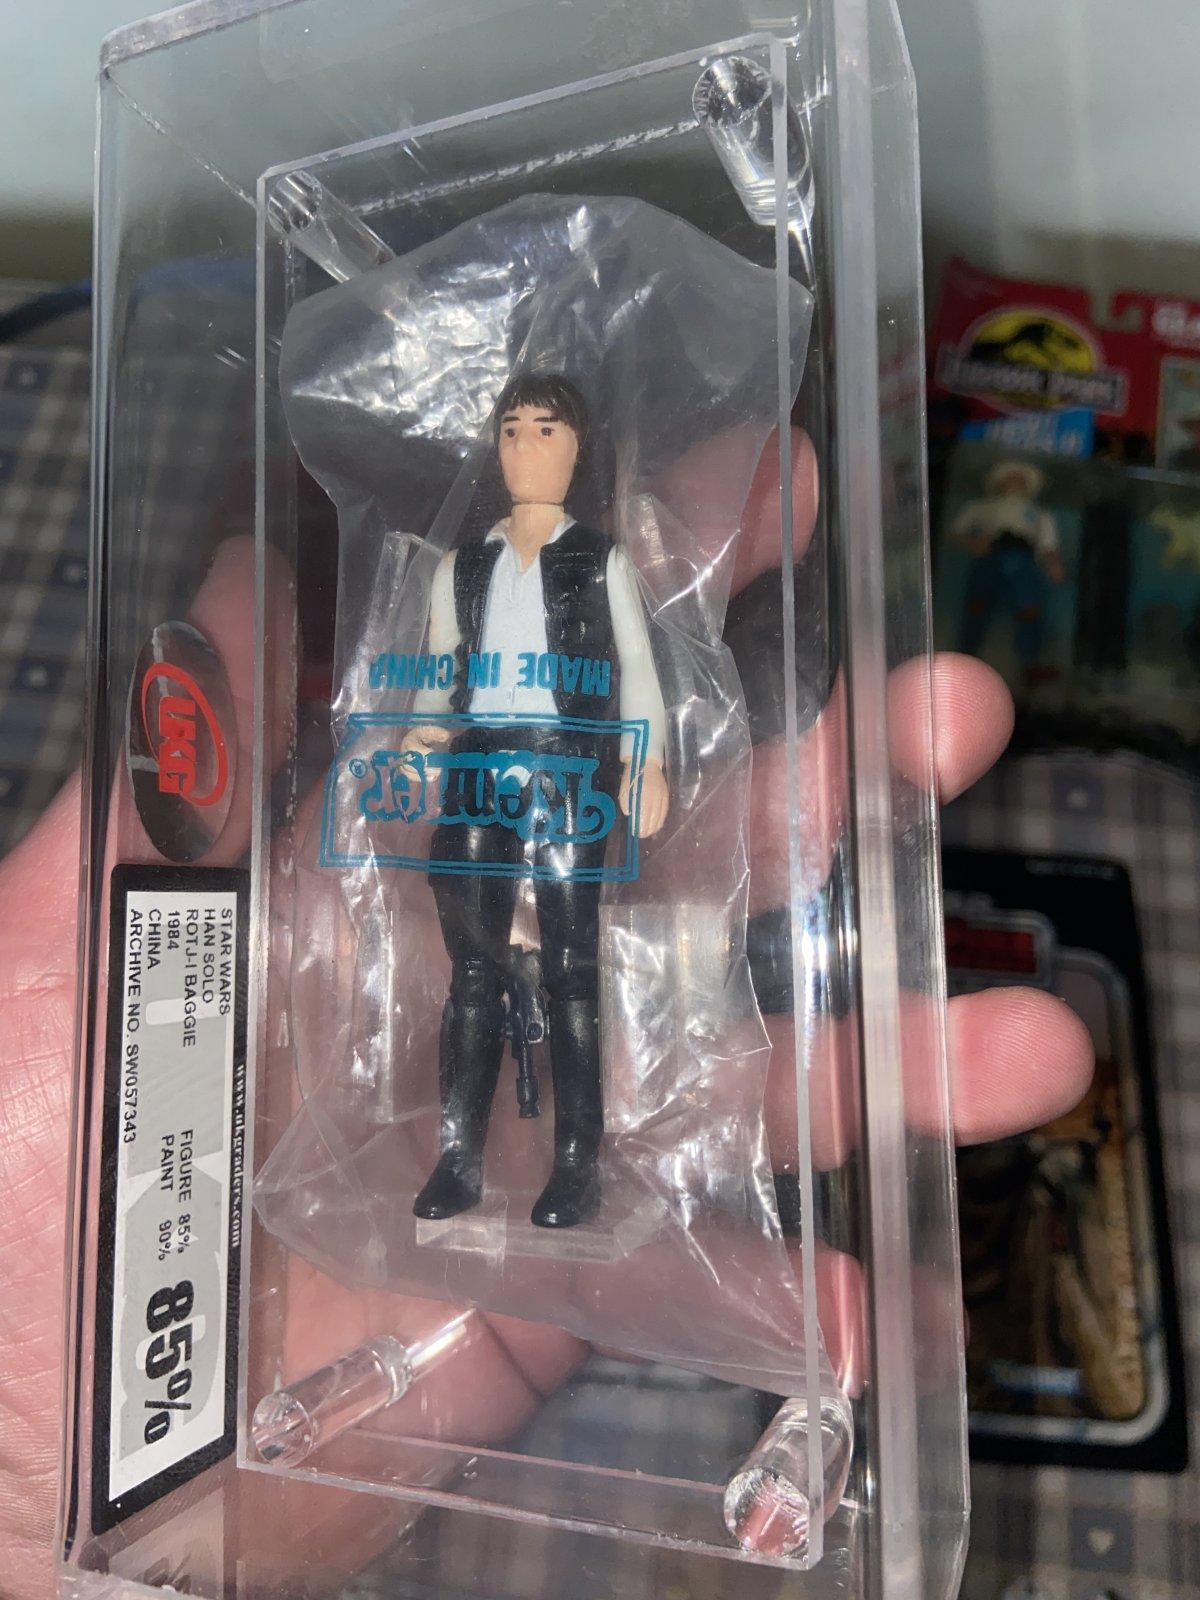 MADE IN CHINA
Kenner®
UKG
STAR WARS
HAN SOLO
ROTJ-I BAGGIE
1984
CHINA
ARCHIVE NO. SW057343
FIGURE 85%
PAINT 90%
85%
www.ukgraders.com
JURASSIC PARK
Kenner